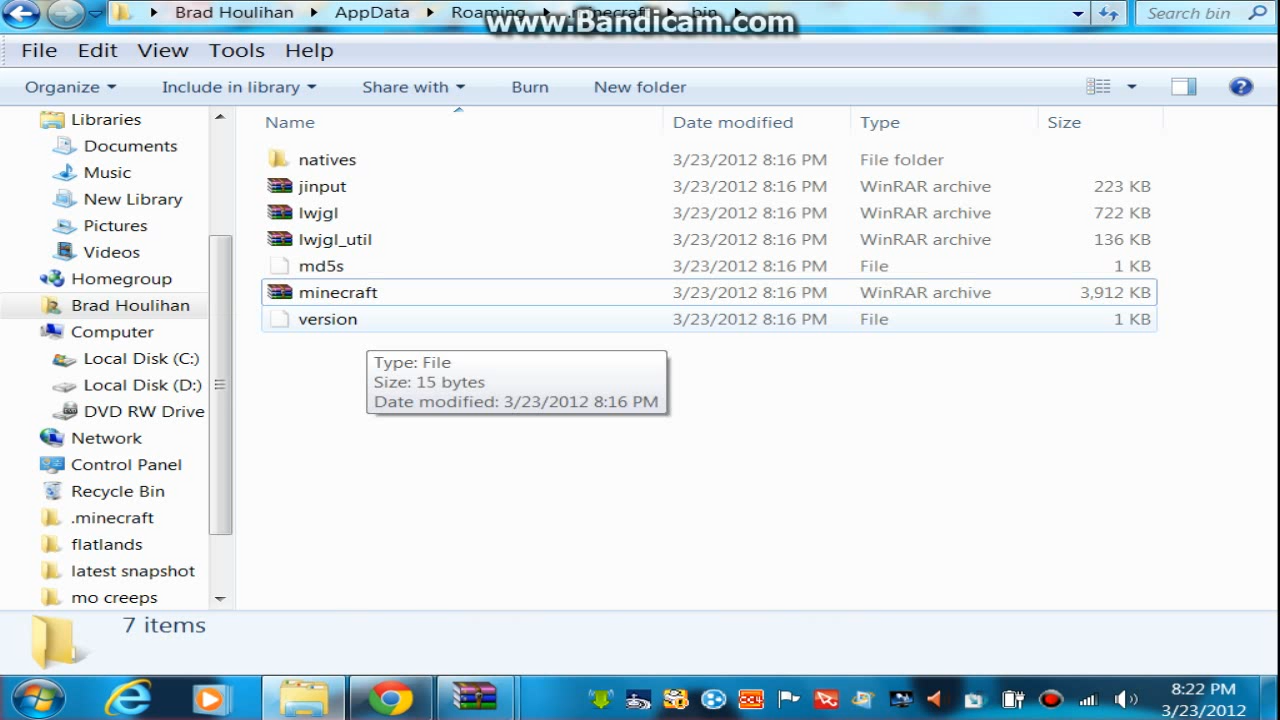 Brad Houlihan AppData Roaming .minecraft bin Search bin
www.Bandicam.com
File Edit View Tools Help
Organize Include in library Share with Burn New folder
Name Date modified Type Size
Libraries
Documents
Music
New Library
Pictures
Videos
Homegroup
Brad Houlihan
Computer
Local Disk (C:)
Local Disk (D:)
DVD RW Drive
Network
Control Panel
Recycle Bin
.minecraft
flatlands
latest snapshot
mo creeps
natives 3/23/2012 8:16 PM File folder
jinput 3/23/2012 8:16 PM WinRAR archive 223 KB
lwjgl 3/23/2012 8:16 PM WinRAR archive 722 KB
lwjgl_util 3/23/2012 8:16 PM WinRAR archive 136 KB
md5s 3/23/2012 8:16 PM File 1 KB
minecraft 3/23/2012 8:16 PM WinRAR archive 3,912 KB
version 3/23/2012 8:16 PM File 1 KB
Type: File
Size: 15 bytes
Date modified: 3/23/2012 8:16 PM
7 items
8:22 PM
3/23/2012